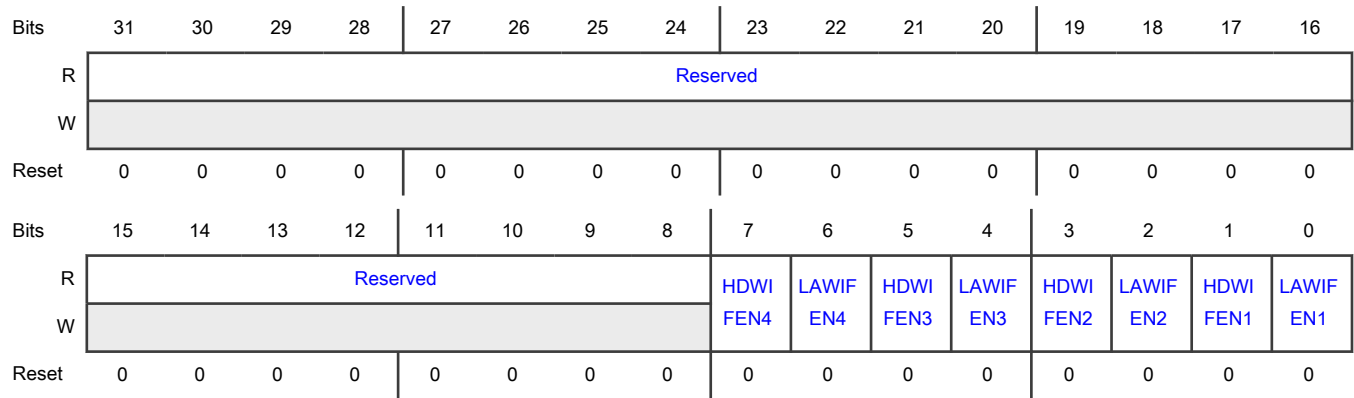 Bits 31 30 29 28 27 26 25 24 23 22 21 20 19 18 17 16
R Reserved
W
Reset 0 0 0 0 0 0 0 0 0 0 0 0 0 0 0 0
Bits 15 14 13 12 11 10 9 8 7 6 5 4 3 2 1 0
R Reserved HDWI LAWIF HDWI LAWIF HDWI LAWIF HDWI LAWIF
W FEN4 EN4 FEN3 EN3 FEN2 EN2 FEN1 EN1
Reset 0 0 0 0 0 0 0 0 0 0 0 0 0 0 0 0